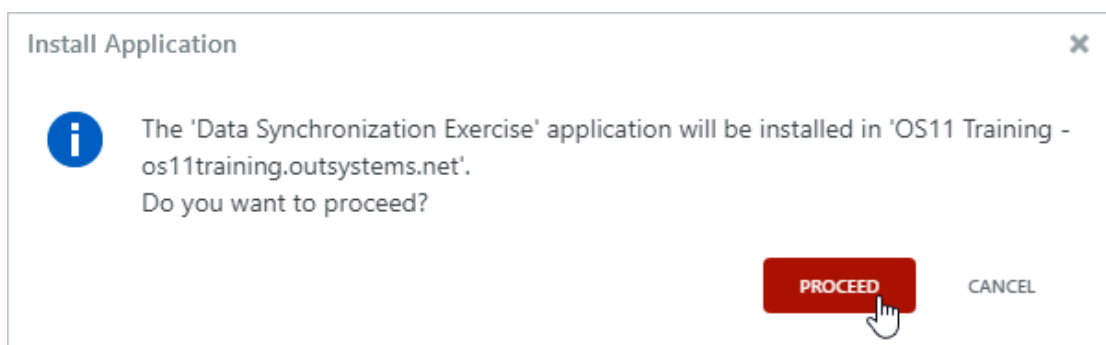 Install Application
The 'Data Synchronization Exercise' application will be installed in 'OS11 Training -
os11training.outsystems.net'.
Do you want to proceed?
PROCEED
CANCEL